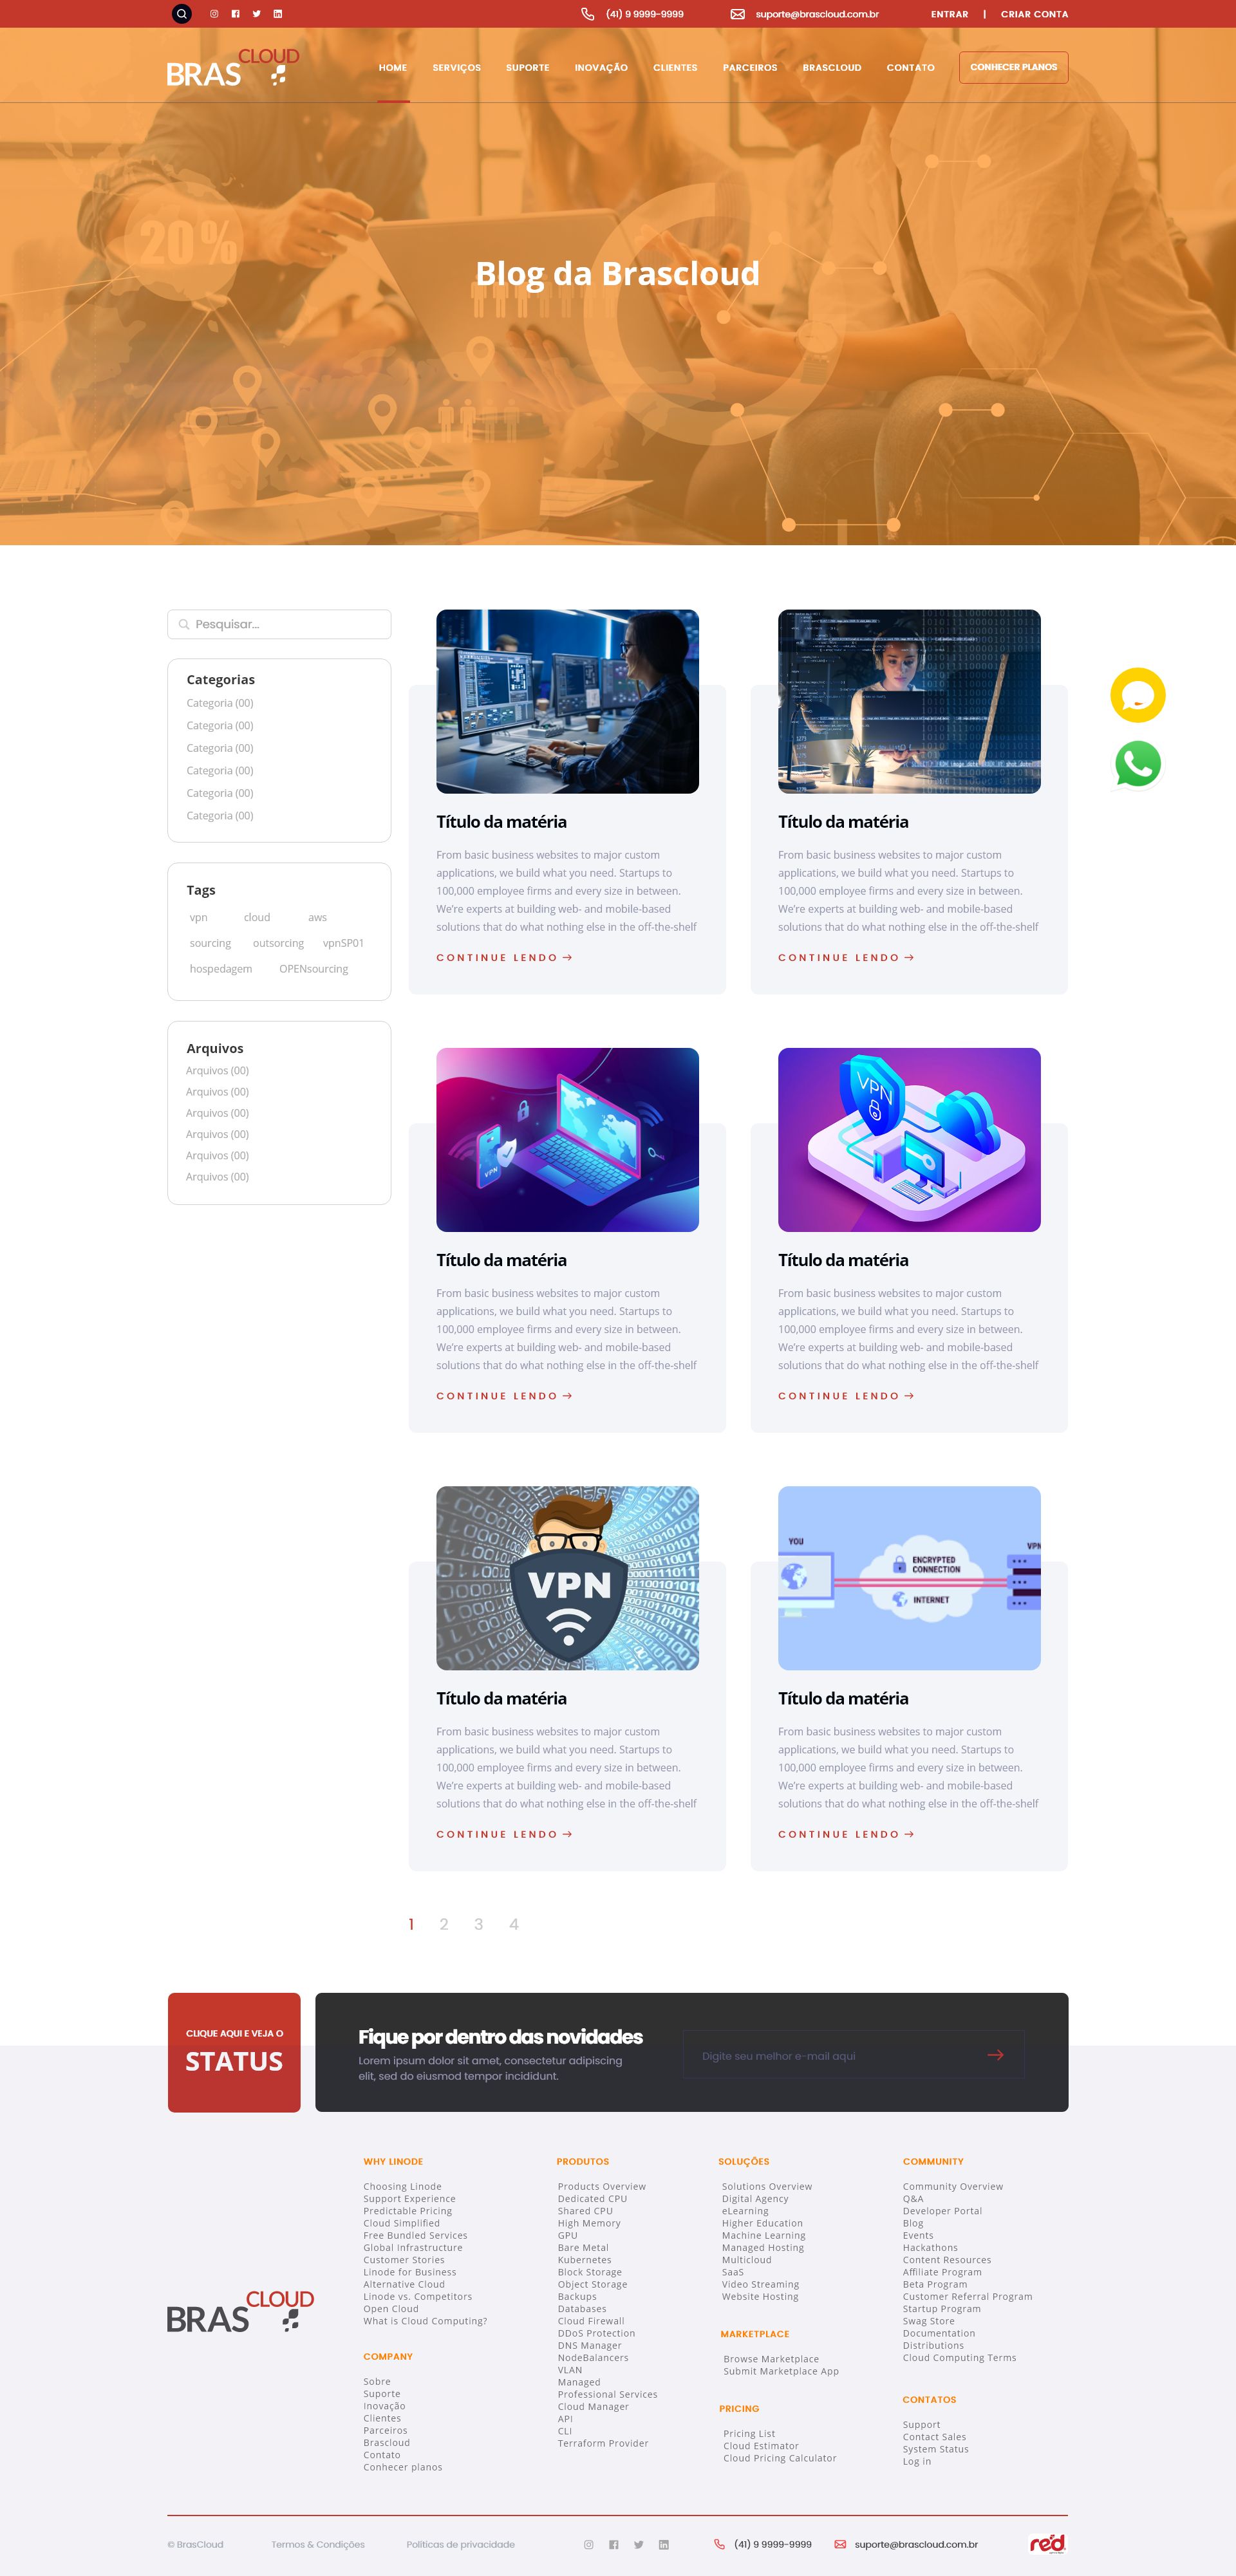 (41) 9 9999-9999
suporte@brascloud.com.br
ENTRAR | CRIAR CONTA
BRASCLOUD
HOME SERVIÇOS SUPORTE INOVAÇÃO CLIENTES PARCEIROS BRASCLOUD CONTATO CONHECER PLANOS
20%
Blog da Brascloud
Pesquisar...
Categorias
Categoria (00)
Categoria (00)
Categoria (00)
Categoria (00)
Categoria (00)
Categoria (00)
Tags
vpn cloud aws
sourcing outsorcing vpnSP01
hospedagem OPENsourcing
Arquivos
Arquivos (00)
Arquivos (00)
Arquivos (00)
Arquivos (00)
Arquivos (00)
Arquivos (00)
Título da matéria
From basic business websites to major custom
applications, we build what you need. Startups to
100,000 employee firms and every size in between.
We’re experts at building web- and mobile-based
solutions that do what nothing else in the off-the-shelf
CONTINUE LENDO →
Título da matéria
From basic business websites to major custom
applications, we build what you need. Startups to
100,000 employee firms and every size in between.
We’re experts at building web- and mobile-based
solutions that do what nothing else in the off-the-shelf
CONTINUE LENDO →
VPN
Título da matéria
From basic business websites to major custom
applications, we build what you need. Startups to
100,000 employee firms and every size in between.
We’re experts at building web- and mobile-based
solutions that do what nothing else in the off-the-shelf
CONTINUE LENDO →
VPN
Título da matéria
From basic business websites to major custom
applications, we build what you need. Startups to
100,000 employee firms and every size in between.
We’re experts at building web- and mobile-based
solutions that do what nothing else in the off-the-shelf
CONTINUE LENDO →
VPN
Título da matéria
From basic business websites to major custom
applications, we build what you need. Startups to
100,000 employee firms and every size in between.
We’re experts at building web- and mobile-based
solutions that do what nothing else in the off-the-shelf
CONTINUE LENDO →
YOU
VPN
ENCRYPTED
CONNECTION
INTERNET
Título da matéria
From basic business websites to major custom
applications, we build what you need. Startups to
100,000 employee firms and every size in between.
We’re experts at building web- and mobile-based
solutions that do what nothing else in the off-the-shelf
CONTINUE LENDO →
1 2 3 4
CLIQUE AQUI E VEJA O
STATUS
Fique por dentro das novidades
Lorem ipsum dolor sit amet, consectetur adipiscing
elit, sed do eiusmod tempor incididunt.
Digite seu melhor e-mail aqui
BRASCLOUD
WHY LINODE
Choosing Linode
Support Experience
Predictable Pricing
Cloud Simplified
Free Bundled Services
Global Infrastructure
Customer Stories
Linode for Business
Alternative Cloud
Linode vs. Competitors
Open Cloud
What is Cloud Computing?
COMPANY
Sobre
Suporte
Inovação
Clientes
Parceiros
Brascloud
Contato
Conhecer planos
PRODUTOS
Products Overview
Dedicated CPU
Shared CPU
High Memory
GPU
Bare Metal
Kubernetes
Block Storage
Object Storage
Backups
Databases
Cloud Firewall
DDoS Protection
DNS Manager
NodeBalancers
VLAN
Managed
Professional Services
Cloud Manager
API
CLI
Terraform Provider
SOLUÇÕES
Solutions Overview
Digital Agency
eLearning
Higher Education
Machine Learning
Managed Hosting
Multicloud
SaaS
Video Streaming
Website Hosting
MARKETPLACE
Browse Marketplace
Submit Marketplace App
PRICING
Pricing List
Cloud Estimator
Cloud Pricing Calculator
COMMUNITY
Community Overview
Q&A
Developer Portal
Blog
Events
Hackathons
Content Resources
Affiliate Program
Beta Program
Customer Referral Program
Startup Program
Swag Store
Documentation
Distributions
Cloud Computing Terms
CONTATOS
Support
Contact Sales
System Status
Log in
© BrasCloud
Termos & Condições
Políticas de privacidade
(41) 9 9999-9999
suporte@brascloud.com.br
red